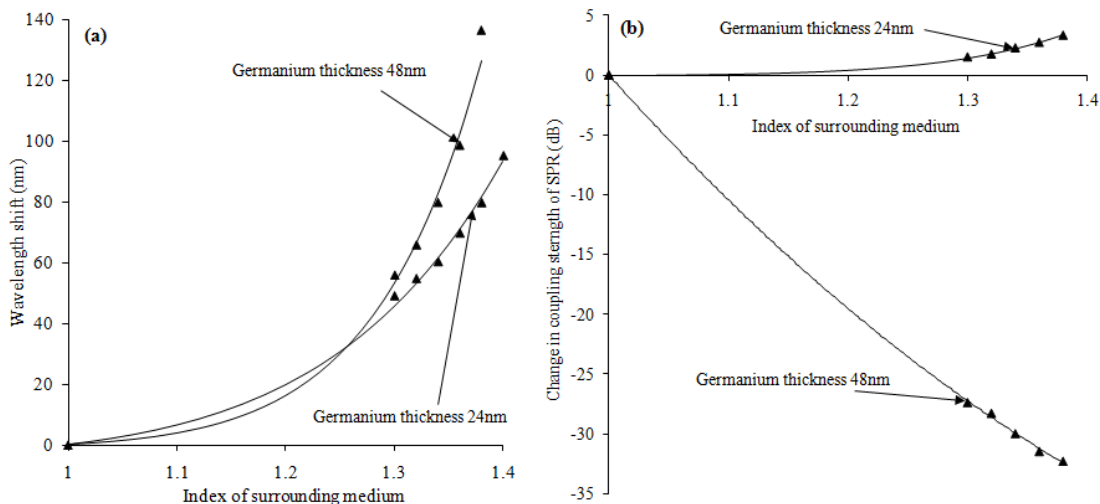 (a)
140
120
100
80
60
40
20
0
Wavelength shift (nm)
Germanium thickness 48nm
Germanium thickness 24nm
1
1.1
1.2
1.3
1.4
Index of surrounding medium
(b)
5
0
-5
-10
-15
-20
-25
-30
-35
Change in coupling sterngth of SPR (dB)
Germanium thickness 24nm
1
1.1
1.2
1.3
1.4
Index of surrounding medium
Germanium thickness 48nm